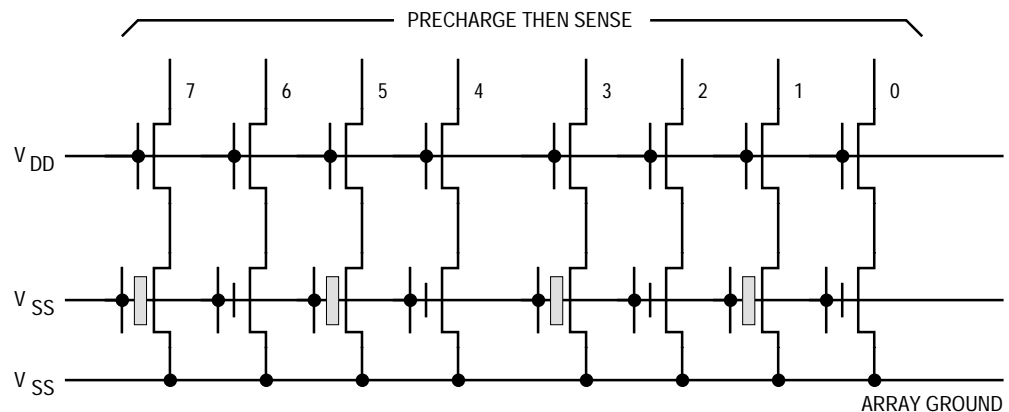 PRECHARGE THEN SENSE
7 6 5 4 3 2 1 0
V DD
V SS
V SS
ARRAY GROUND